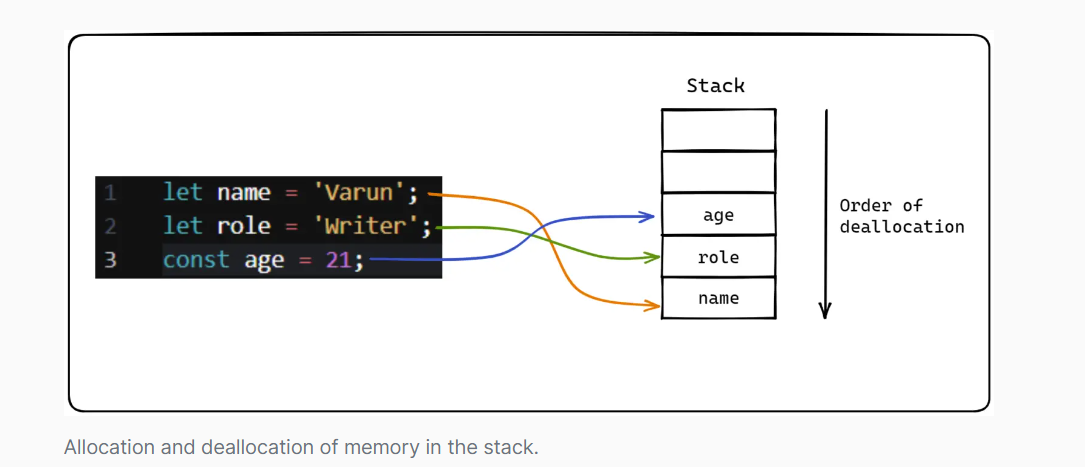 Stack
1 let name = 'Varun';
2 let role = 'Writer';
3 const age = 21;
age
role
name
Order of
deallocation
Allocation and deallocation of memory in the stack.